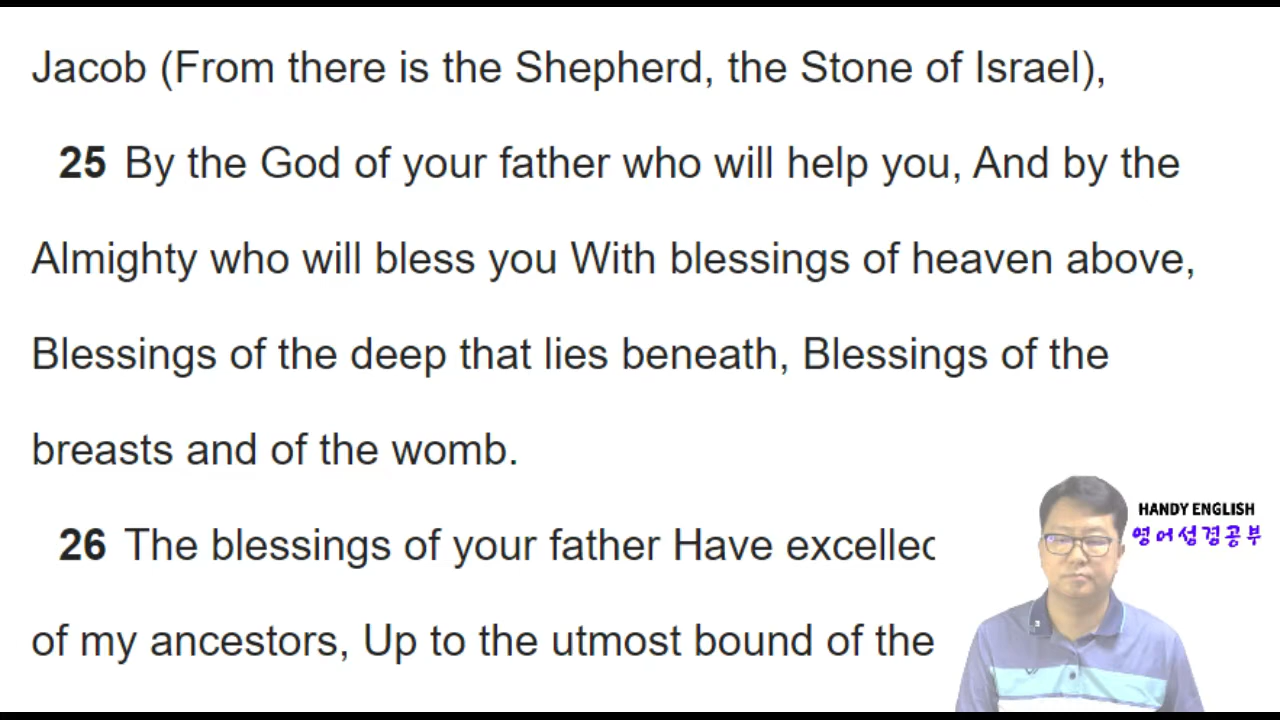 Jacob (From there is the Shepherd, the Stone of Israel),
25 By the God of your father who will help you, And by the
Almighty who will bless you With blessings of heaven above,
Blessings of the deep that lies beneath, Blessings of the
breasts and of the womb.
26 The blessings of your father Have
of my ancestors, Up to the utmost bound of the
HANDY ENGLISH
영어성경공부